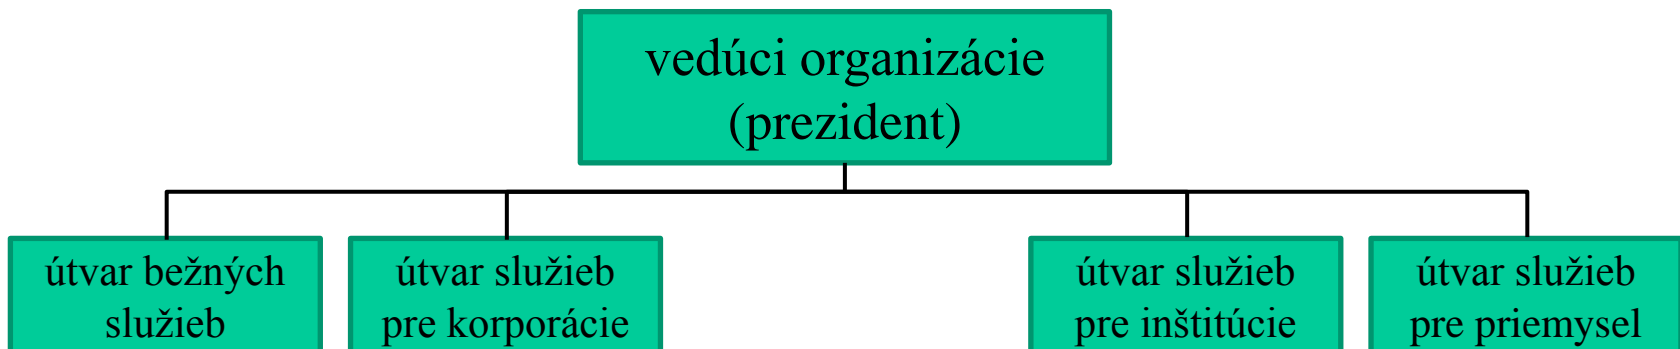 vedúci organizácie
(prezident)
útvar bežných
služieb
útvar služieb
pre korporácie
útvar služieb
pre inštitúcie
útvar služieb
pre priemysel